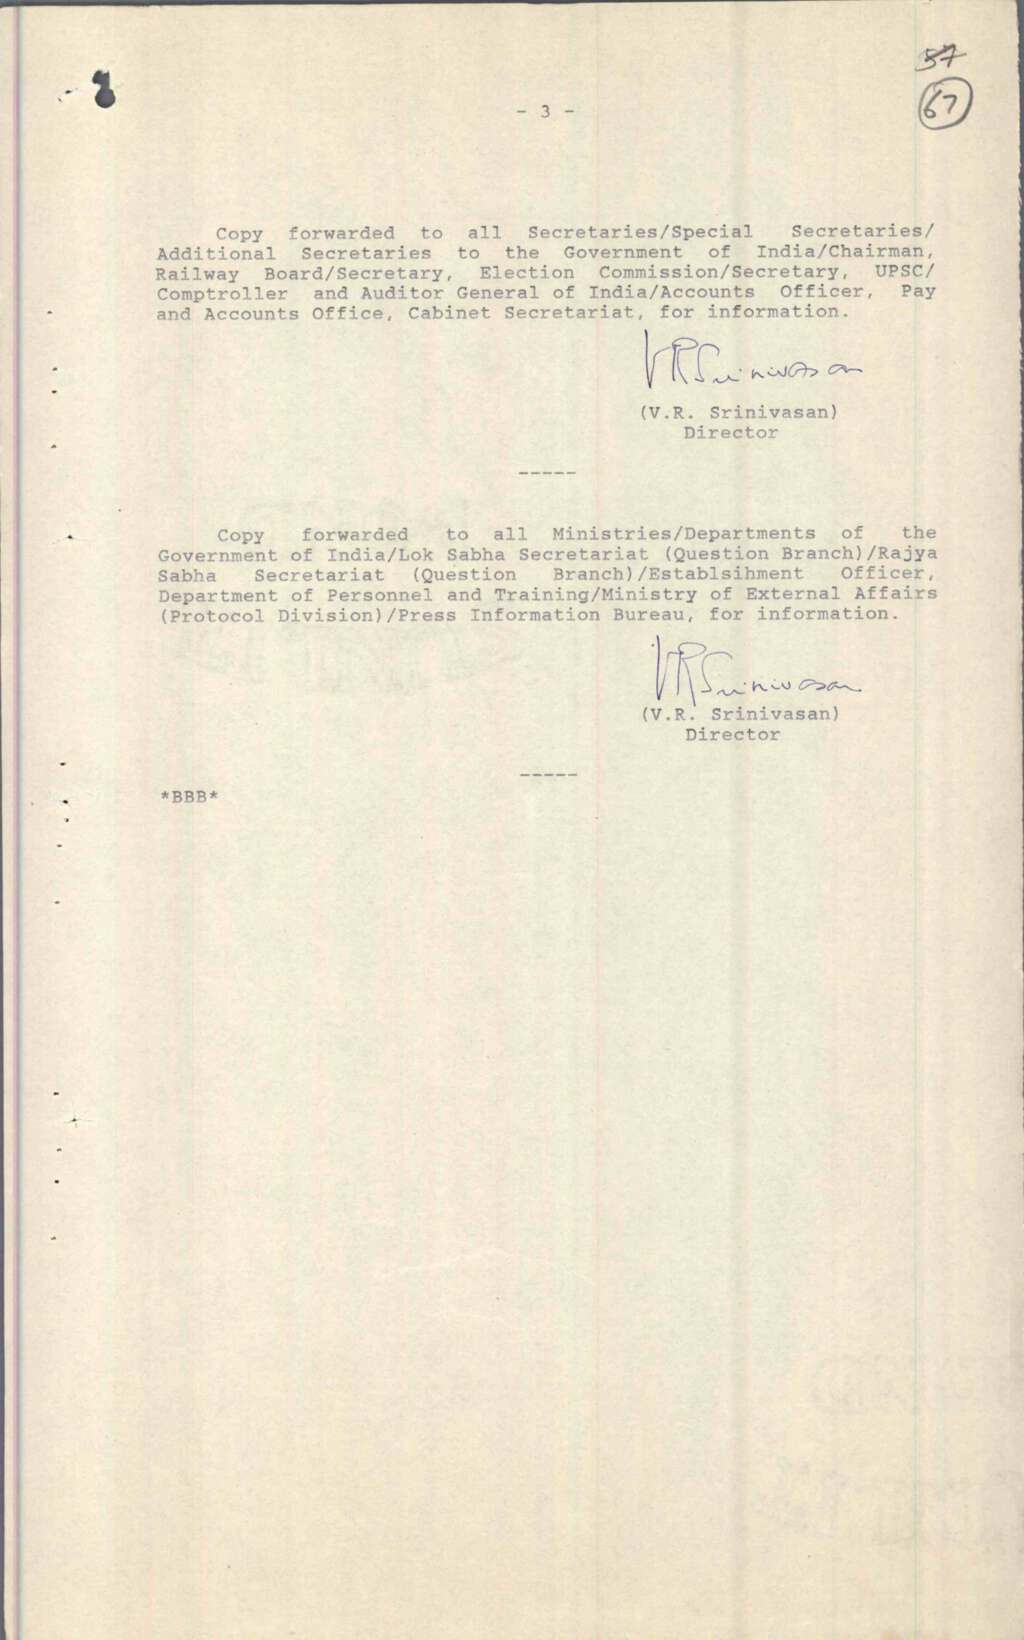 57
67
- 3 -
Copy forwarded to all Secretaries/Special Secretaries/
Additional Secretaries to the Government of India/Chairman,
Railway Board/Secretary, Election Commission/Secretary, UPSC/
Comptroller and Auditor General of India/Accounts Officer, Pay
and Accounts Office, Cabinet Secretariat, for information.
VRSrinivasan
(V.R. Srinivasan)
Director
-----
Copy forwarded to all Ministries/Departments of the
Government of India/Lok Sabha Secretariat (Question Branch)/Rajya
Sabha Secretariat (Question Branch)/Establsihment Officer,
Department of Personnel and Training/Ministry of External Affairs
(Protocol Division)/Press Information Bureau, for information.
VRSrinivasan
(V.R. Srinivasan)
Director
-----
*BBB*